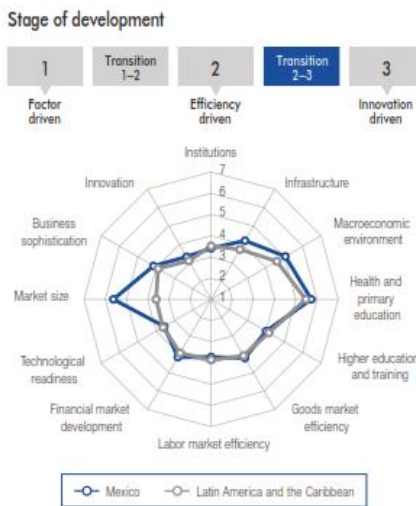 Stage of development
1
Transition
1–2
2
Transition
2–3
3
Factor
driven
Efficiency
driven
Innovation
driven
Institutions
7
6
5
4
3
2
1
Innovation
Infrastructure
Business
sophistication
Macroeconomic
environment
Market size
Health and
primary
education
Technological
readiness
Higher education
and training
Financial market
development
Goods market
efficiency
Labor market efficiency
Mexico
Latin America and the Caribbean